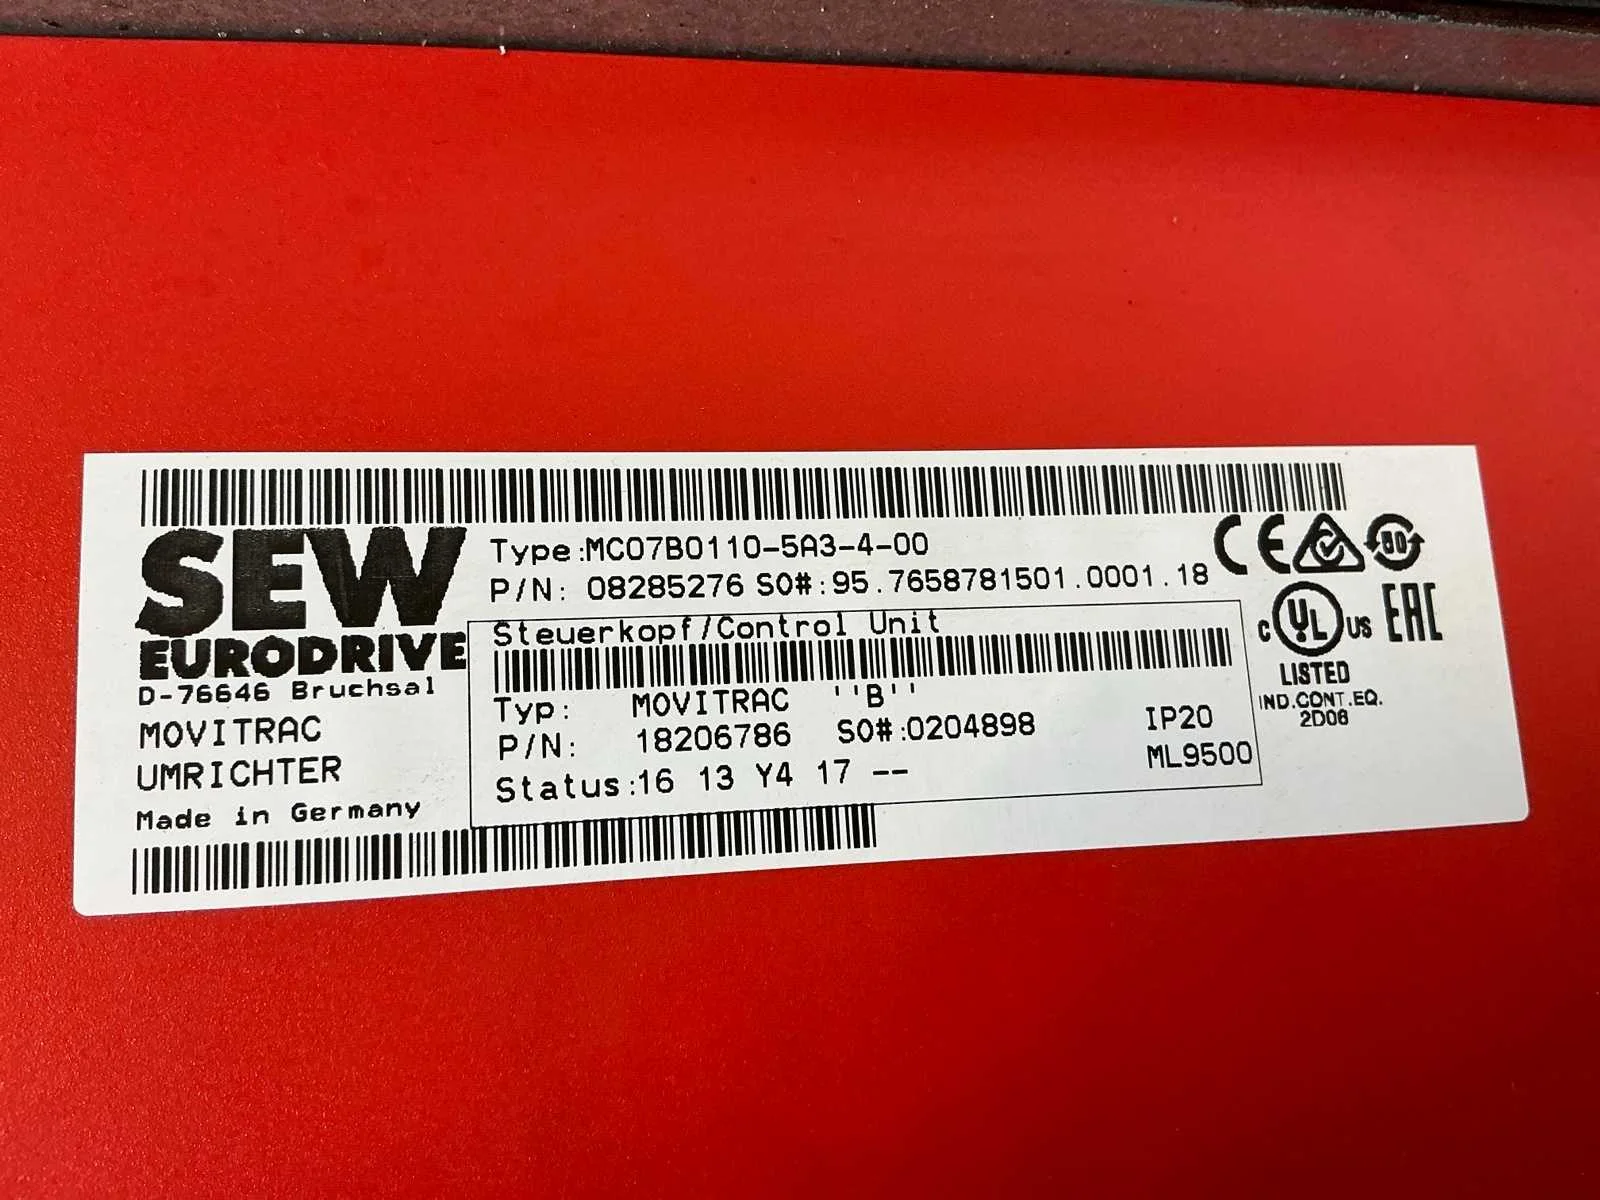 SEW
EURODRIVE
D-76646 Bruchsal
MOVITRAC
UMRICHTER
Made in Germany
Type:MC07B0110-5A3-4-00
P/N: 08285276 SO#:95.7658781501.0001.18
Steuerkopf/Control Unit
Typ: MOVITRAC ''B''
P/N: 18206786 SO#:0204898
Status:16 13 Y4 17 --
IP20
ML9500
CE
80
c UL US EAC
LISTED
IND.CONT.EQ.
2D06